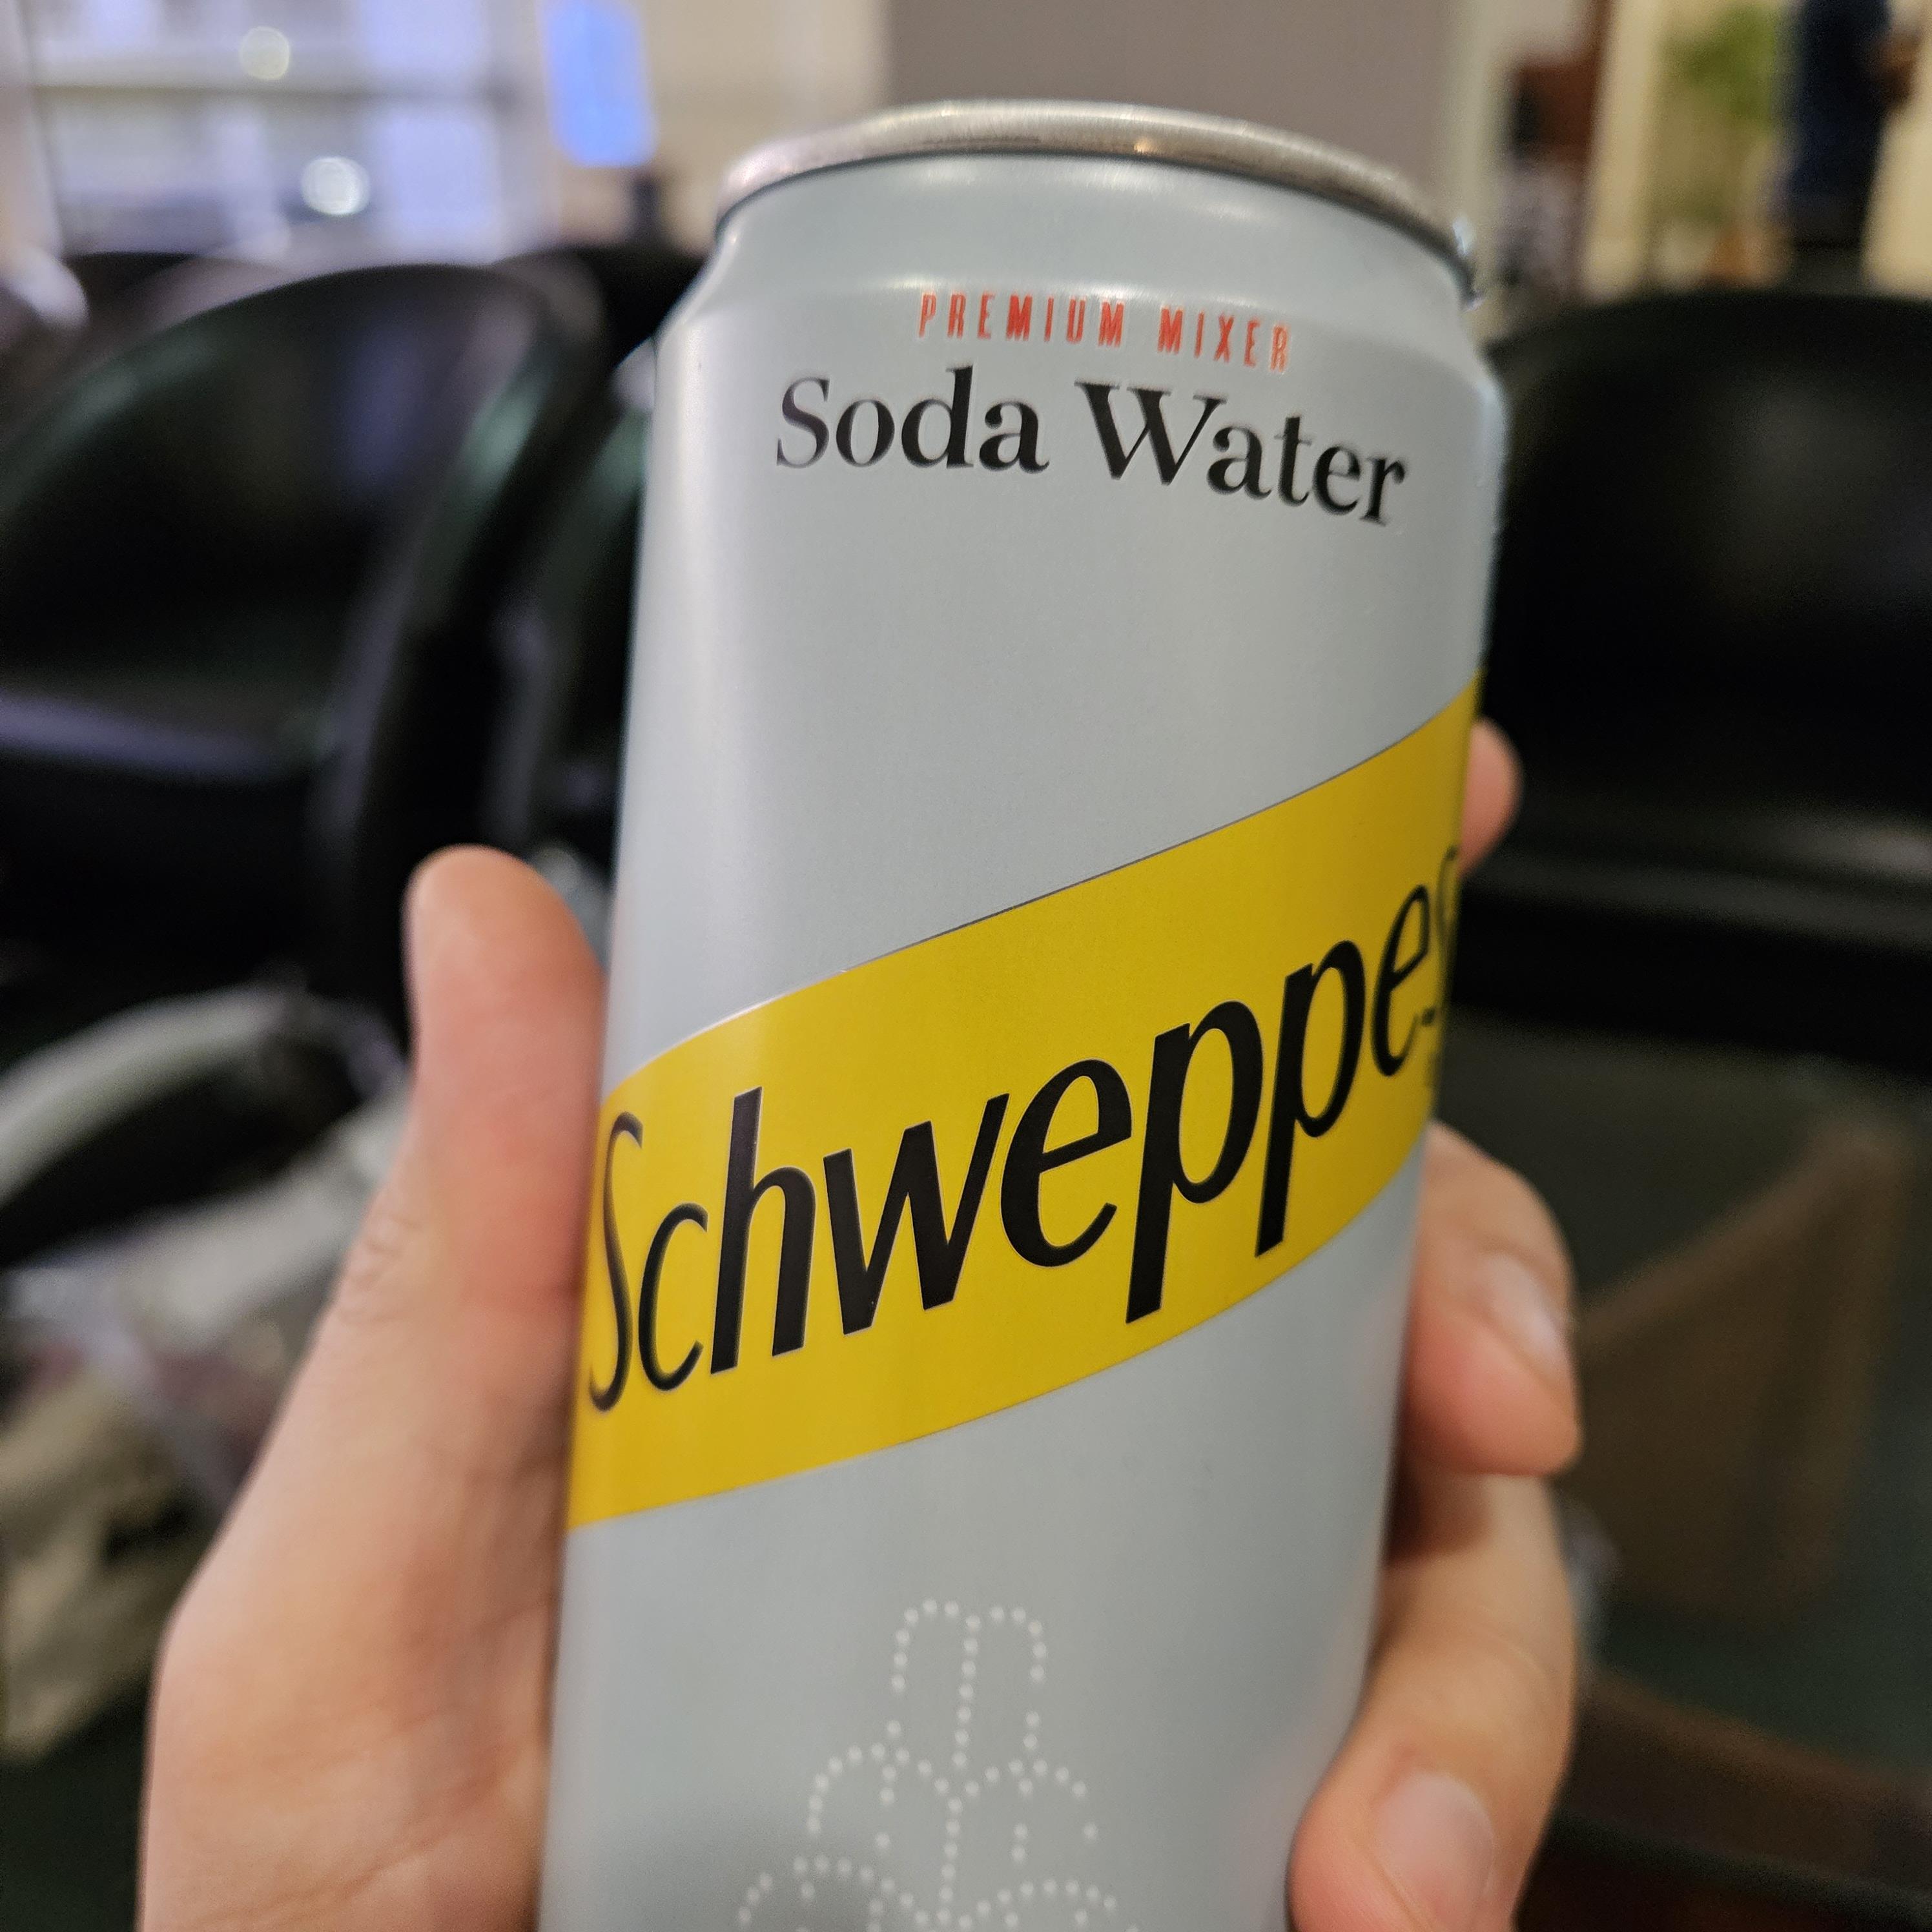 PREMIUM MIXER
Soda Water
Schweppes